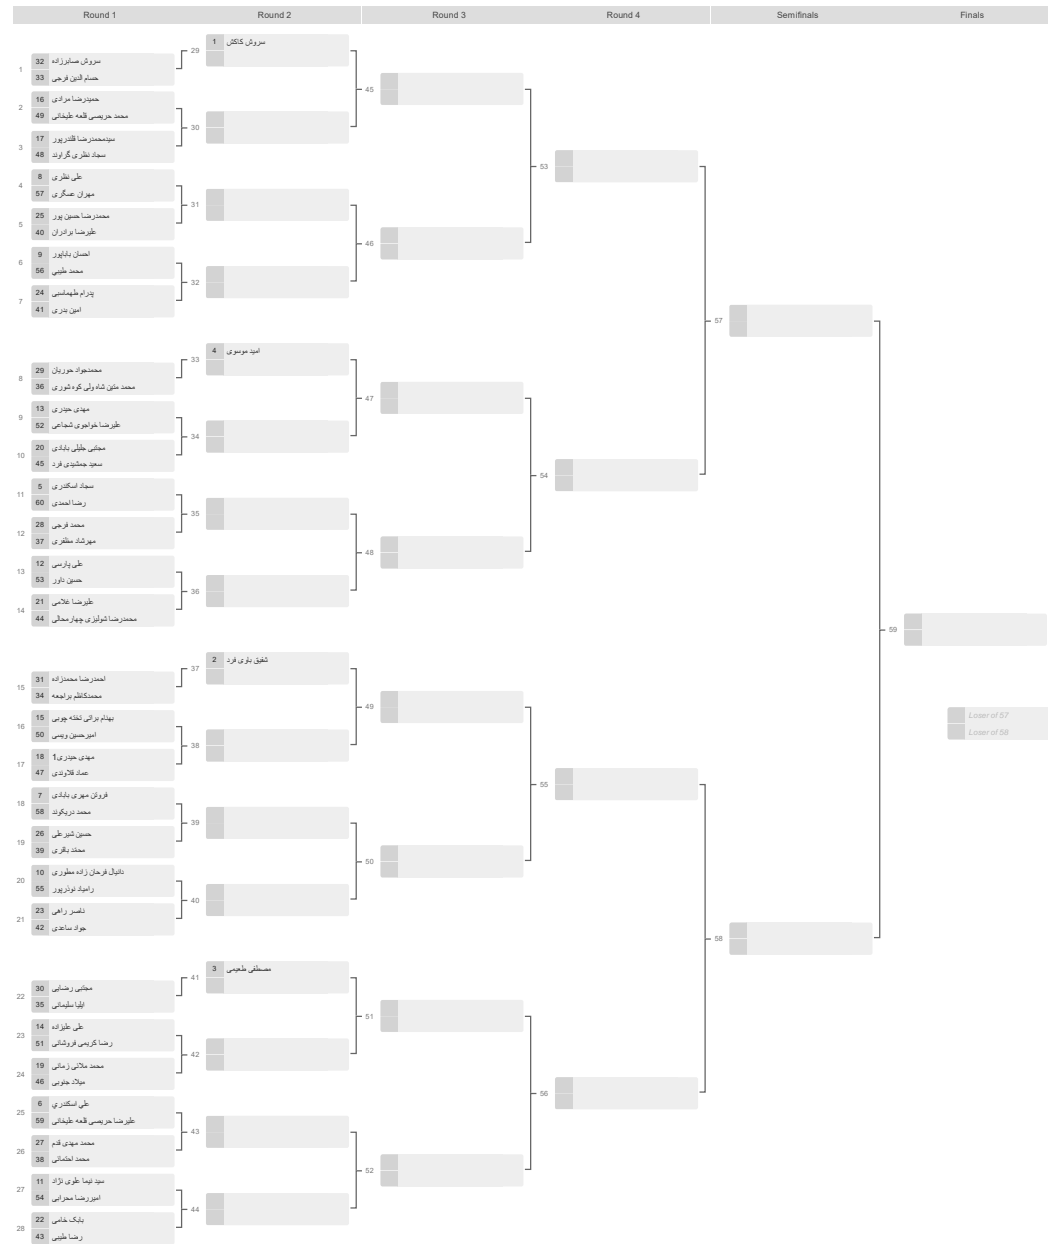 Round 1
Round 2
Round 3
Round 4
Semifinals
Finals
1
32 سروش صابرزاده
33 حسام الدین فرجی
2
16 حمیدرضا مرادی
49 محمد حریصی قلعه علیخانی
3
17 سیدمحمدرضا قلندرپور
48 سجاد نظری گراوند
4
8 علی نظری
57 مهران عسگری
5
25 محمدرضا حسین پور
40 علیرضا برادران
6
9 احسان باباپور
56 محمد طیبی
7
24 پدرام طهماسبی
41 امین بدری
8
29 محمدجواد حوریان
36 محمد متین شاه ولی کوه شوری
9
13 مهدی حیدری
52 علیرضا خواجوی شجاعی
10
20 مجتبی جلیلی بابادی
45 سعید جمشیدی فرد
11
5 سجاد اسکندری
60 رضا احمدی
12
28 محمد فرجی
37 مهرشاد مظفری
13
12 علی پارسی
53 حسین داور
14
21 علیرضا غلامی
44 محمدرضا شولیزی چهارمحالی
15
31 احمدرضا محمدزاده
34 محمدکاظم براجعه
16
15 بهنام براتی تخته چوبی
50 امیرحسین ویسی
17
18 مهدی حیدری1
47 عماد قلاوندی
18
7 فروتن مهری بابادی
58 محمد دریکوند
19
26 حسین شیرعلی
39 محمّد باقری
20
10 دانیال فرحان زاده مطوری
55 رامیاد نوذرپور
21
23 ناصر راهی
42 جواد ساعدی
22
30 مجتبی رضایی
35 ایلیا سلیمانی
23
14 علی علیزاده
51 رضا کریمی فروشانی
24
19 محمد ملائی زمانی
46 میلاد جنوبی
25
6 علي اسکندري
59 علیرضا حریصی قلعه علیخانی
26
27 محمد مهدی قدم
38 محمد احتمانی
27
11 سید نیما علوی نژاد
54 امیررضا محرابی
28
22 بابک خامی
43 رضا طیبی
29
1 سروش کاکش
30
31
32
33
4 امید موسوی
34
35
36
37
2 شفیق باوی فرد
38
39
40
41
3 مصطفی طعیمی
42
43
44
45
46
47
48
49
50
51
52
53
54
55
56
57
58
59
Loser of 57
Loser of 58